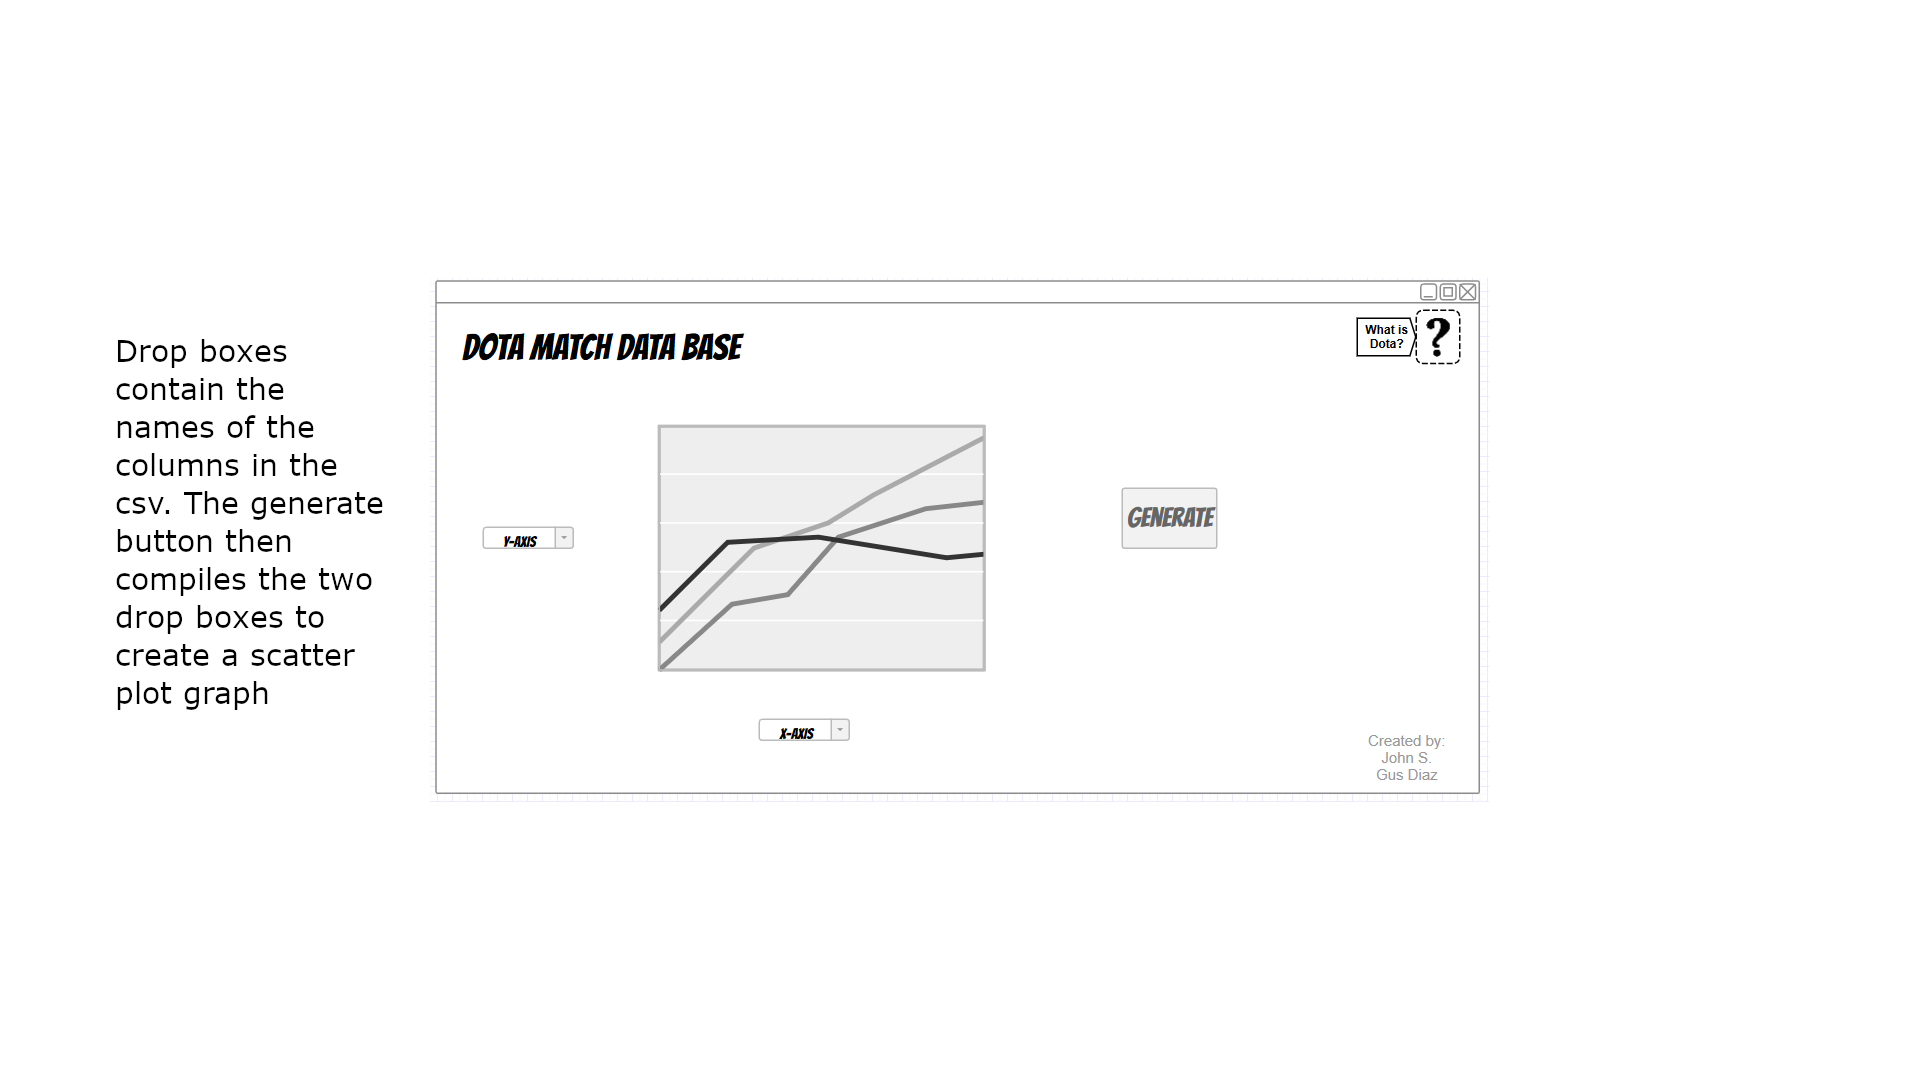 Drop boxes
contain the
names of the
columns in the
csv. The generate
button then
compiles the two
drop boxes to
create a scatter
plot graph
DOTA MATCH DATA BASE
What is
Dota?
?
GENERATE
Y-AXIS
X-AXIS
Created by:
John S.
Gus Diaz